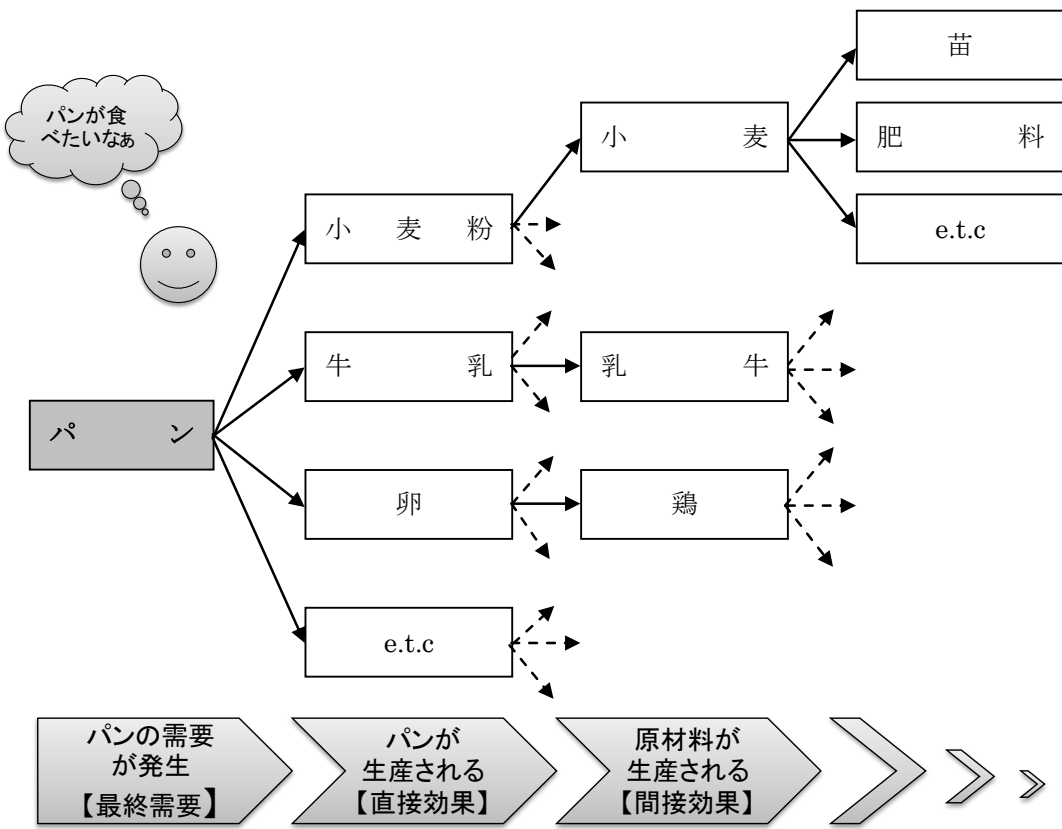 パンが食
べたいなぁ
苗
小麦
肥料
小麦粉
e.t.c
牛乳
乳牛
パン
卵
鶏
e.t.c
パンの需要
が発生
【最終需要】
パンが
生産される
【直接効果】
原材料が
生産される
【間接効果】